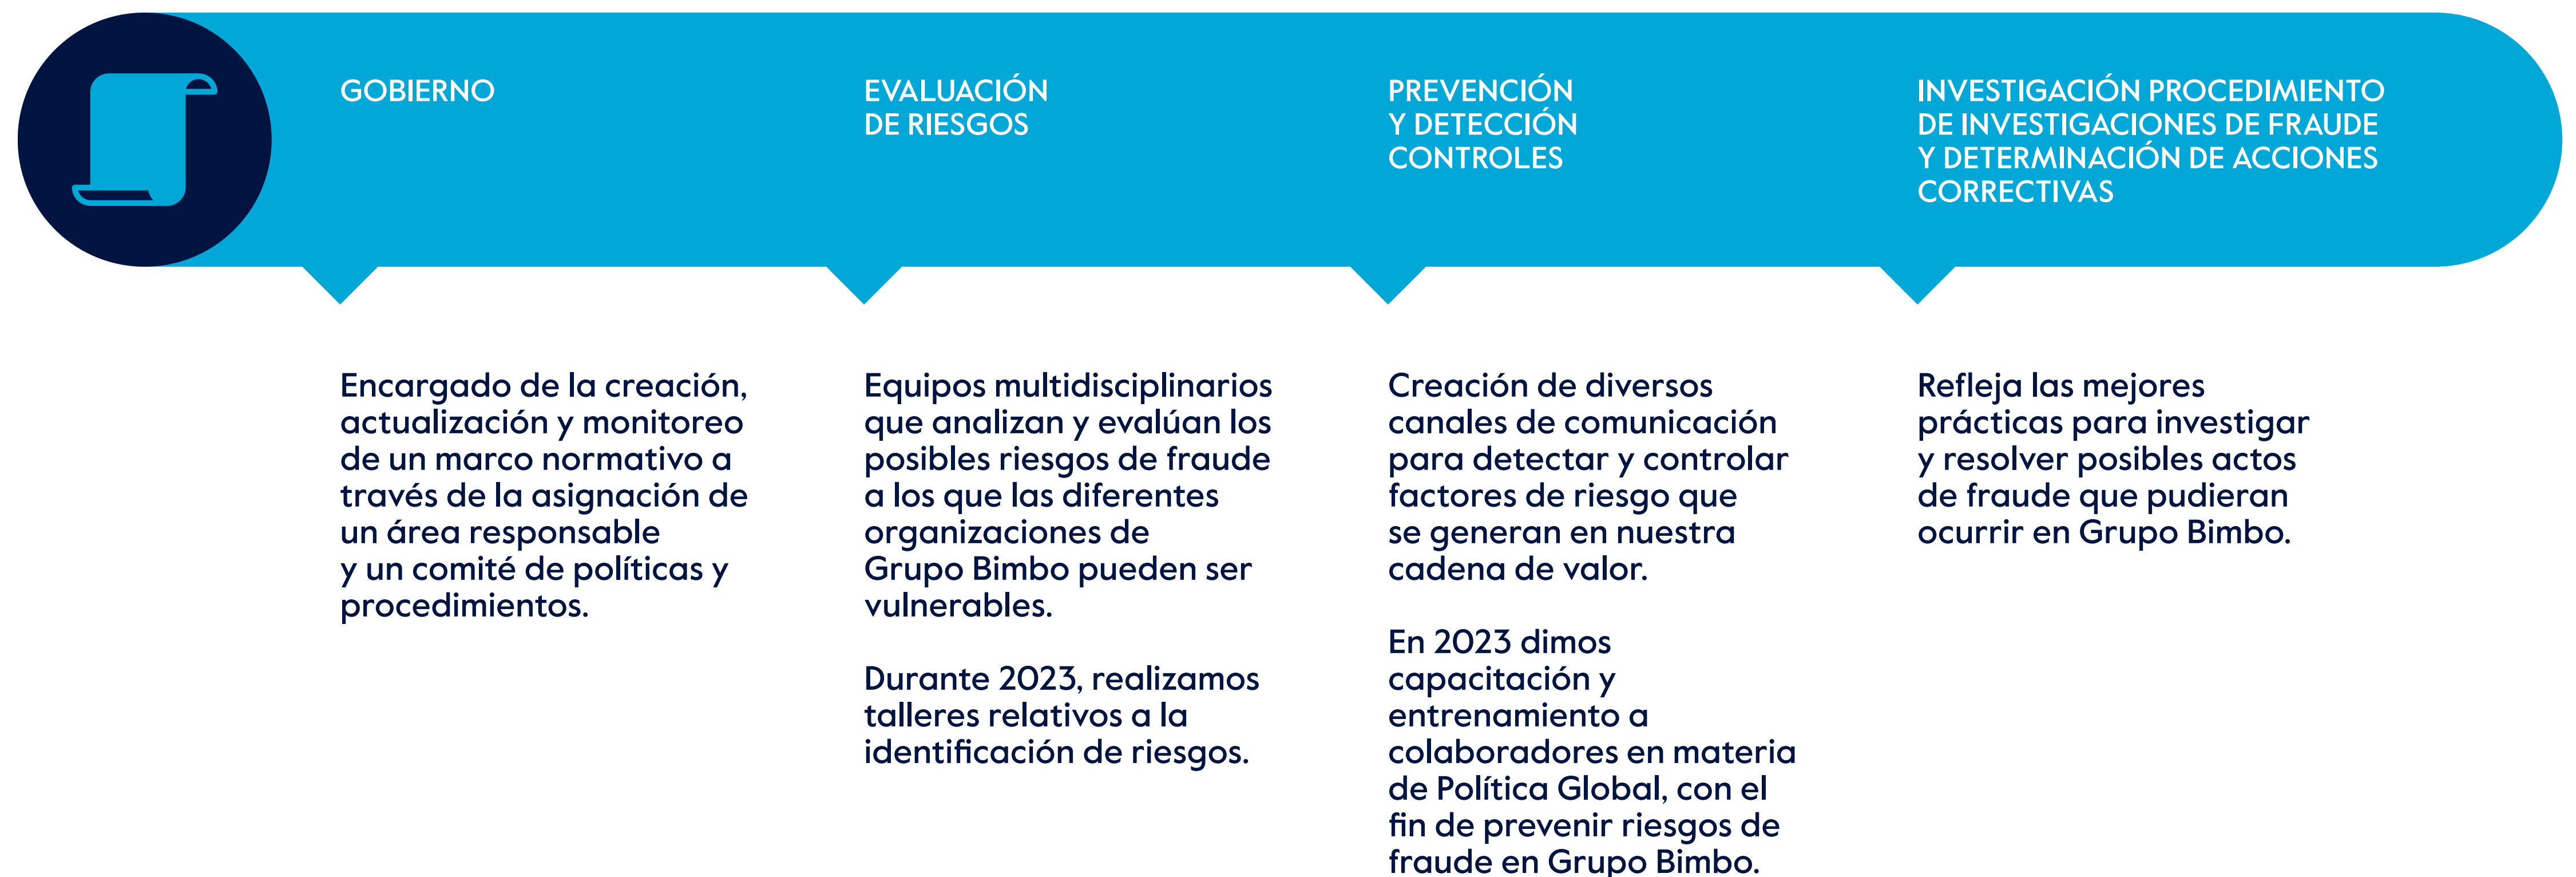 GOBIERNO
Encargado de la creación,
actualización y monitoreo
de un marco normativo a
través de la asignación de
un área responsable
y un comité de políticas y
procedimientos.
EVALUACIÓN
DE RIESGOS
Equipos multidisciplinarios
que analizan y evalúan los
posibles riesgos de fraude
a los que las diferentes
organizaciones de
Grupo Bimbo pueden ser
vulnerables.
Durante 2023, realizamos
talleres relativos a la
identificación de riesgos.
PREVENCIÓN
Y DETECCIÓN
CONTROLES
Creación de diversos
canales de comunicación
para detectar y controlar
factores de riesgo que
se generan en nuestra
cadena de valor.
En 2023 dimos
capacitación y
entrenamiento a
colaboradores en materia
de Política Global, con el
fin de prevenir riesgos de
fraude en Grupo Bimbo.
INVESTIGACIÓN PROCEDIMIENTO
DE INVESTIGACIONES DE FRAUDE
Y DETERMINACIÓN DE ACCIONES
CORRECTIVAS
Refleja las mejores
prácticas para investigar
y resolver posibles actos
de fraude que pudieran
ocurrir en Grupo Bimbo.